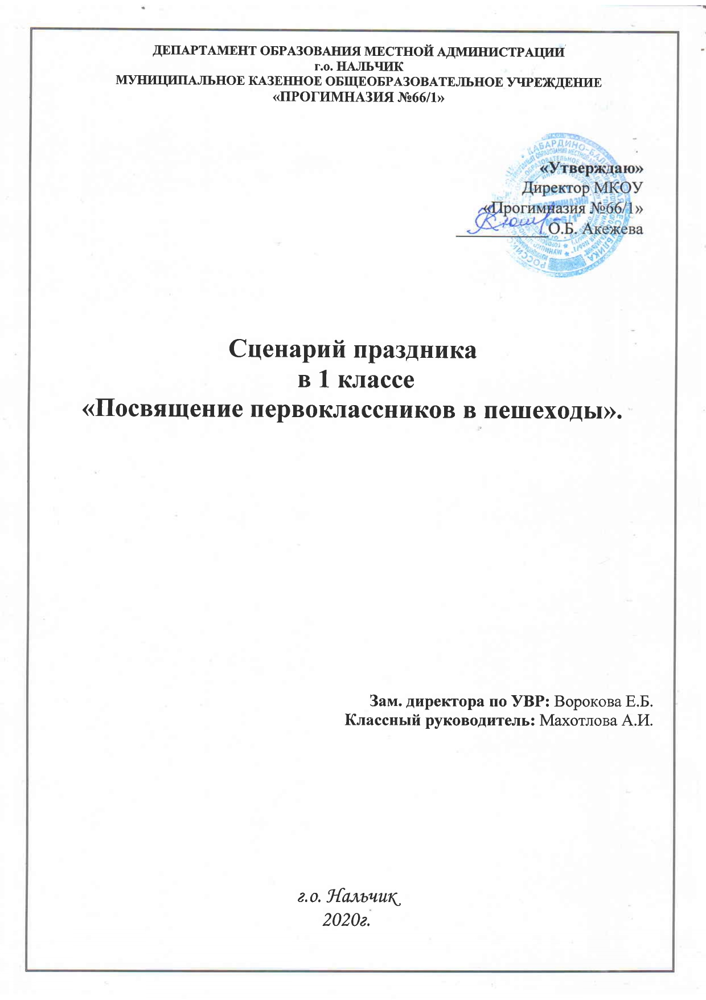 ДЕПАРТАМЕНТ ОБРАЗОВАНИЯ МЕСТНОЙ АДМИНИСТРАЦИИ
г.о. НАЛЬЧИК
МУНИЦИПАЛЬНОЕ КАЗЕННОЕ ОБЩЕОБРАЗОВАТЕЛЬНОЕ УЧРЕЖДЕНИЕ
«ПРОГИМНАЗИЯ №66/1»
«Утверждаю»
Директор МКОУ
«Прогимназия №66/1»
О.Б. Акежева
Сценарий праздника
в 1 классе
«Посвящение первоклассников в пешеходы».
Зам. директора по УВР: Ворокова Е.Б.
Классный руководитель: Махотлова А.И.
г.о. Нальчик
2020г.